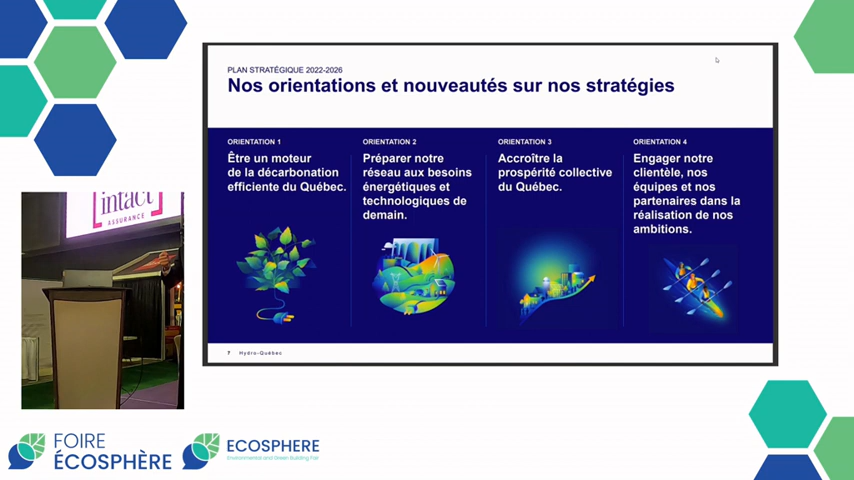 PLAN STRATÉGIQUE 2022-2026
Nos orientations et nouveautés sur nos stratégies
ORIENTATION 1
Être un moteur
de la décarbonation
efficiente du Québec.
ORIENTATION 2
Préparer notre
réseau aux besoins
énergétiques et
technologiques de
demain.
ORIENTATION 3
Accroître la
prospérité collective
du Québec.
ORIENTATION 4
Engager notre
clientèle, nos
équipes et nos
partenaires dans la
réalisation de nos
ambitions.
7 Hydro-Québec
intact
ASSURANCE
FOIRE
ÉCOSPHÈRE
ECOSPHERE
Environmental and Green Building Fair